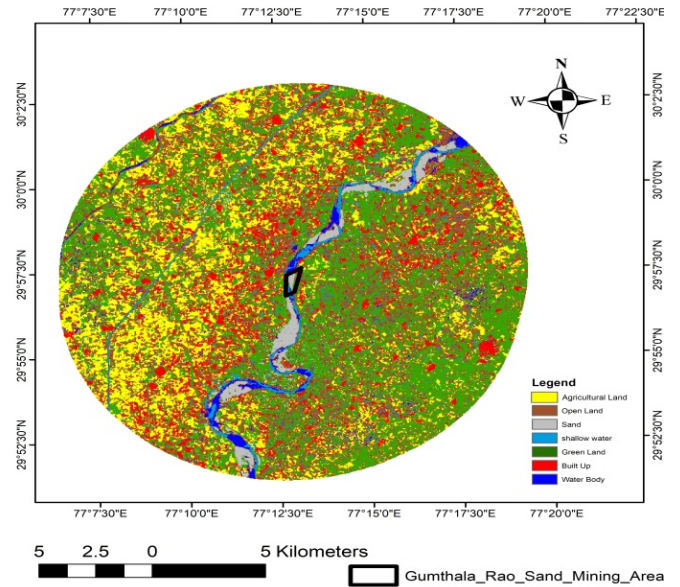 77°7'30"E 77°10'0"E 77°12'30"E 77°15'0"E 77°17'30"E 77°20'0"E 77°22'30"E
N
W E
S
30°2'30"N 30°2'30"N
30°0'0"N 30°0'0"N
29°57'30"N 29°57'30"N
29°55'0"N 29°55'0"N
29°52'30"N 29°52'30"N
Legend
Agricultural Land
Open Land
Sand
shallow water
Green Land
Built Up
Water Body
77°7'30"E 77°10'0"E 77°12'30"E 77°15'0"E 77°17'30"E 77°20'0"E
5 2.5 0 5 Kilometers
Gumthala_Rao_Sand_Mining_Area